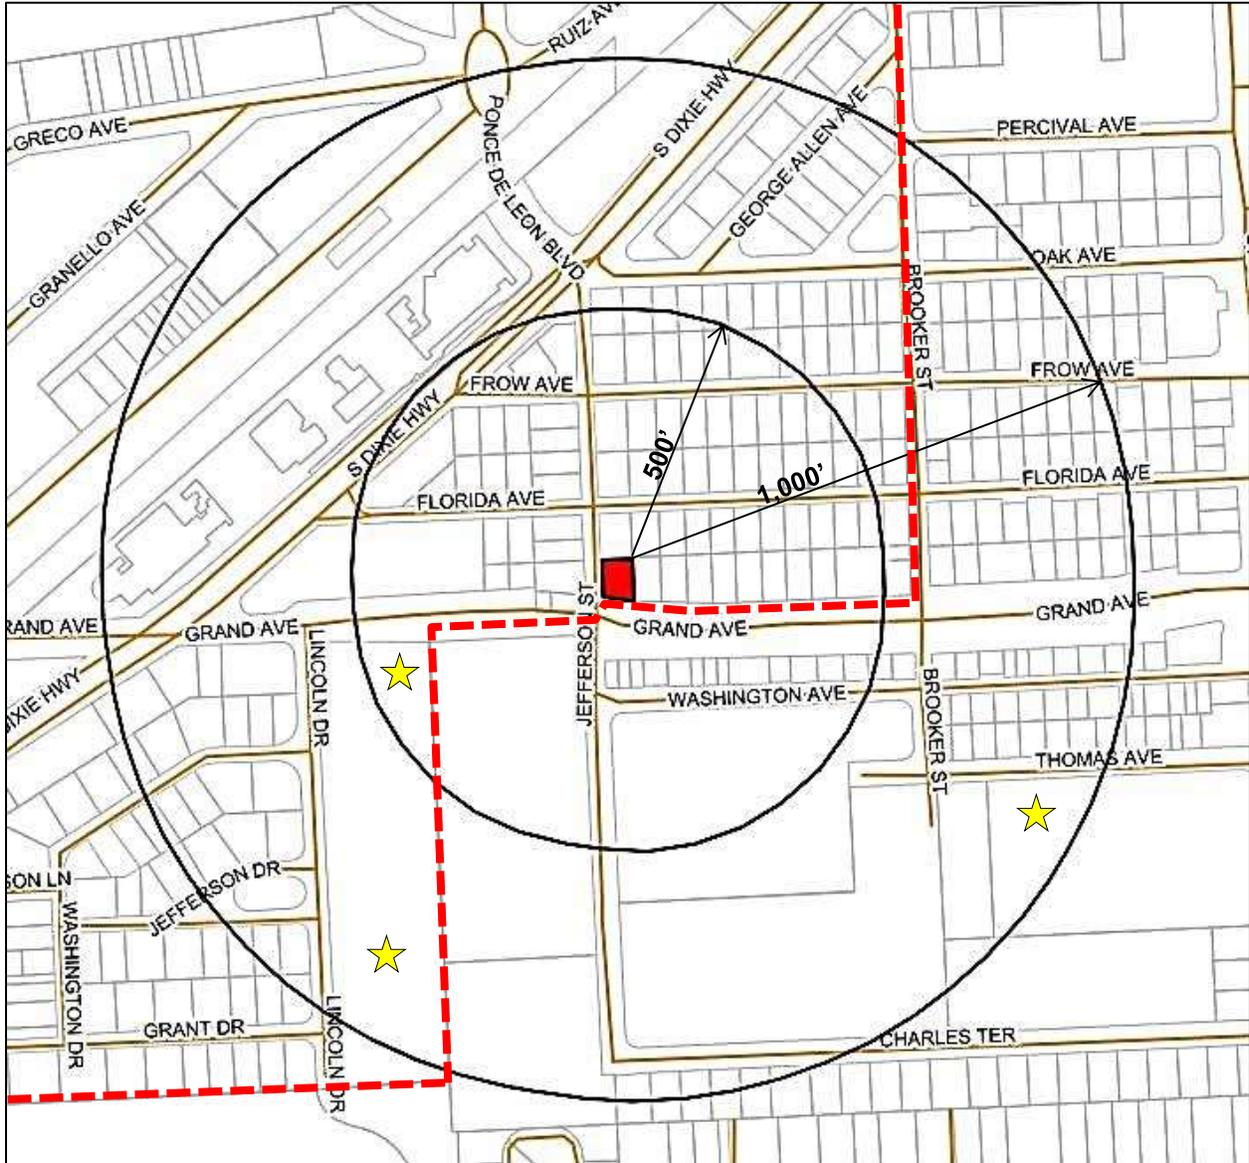 RUIZ AV
GRECO AVE
PONCE DE LEON BLVD
S DIXIE HWY
GEORGE ALLEN AVE
PERCIVAL AVE
GRANELLO AVE
OAK AVE
BROOKER ST
FROW AVE
FROW AVE
S DIXIE HWY
500’
1,000’
FLORIDA AVE
FLORIDA AVE
JEFFERSON ST
GRAND AVE
RAND AVE
GRAND AVE
GRAND AVE
LINCOLN DR
DIXIE HWY
WASHINGTON AVE
BROOKER ST
THOMAS AVE
JEFFERSON DR
SON LN
WASHINGTON DR
GRANT DR
LINCOLN DR
CHARLES TER